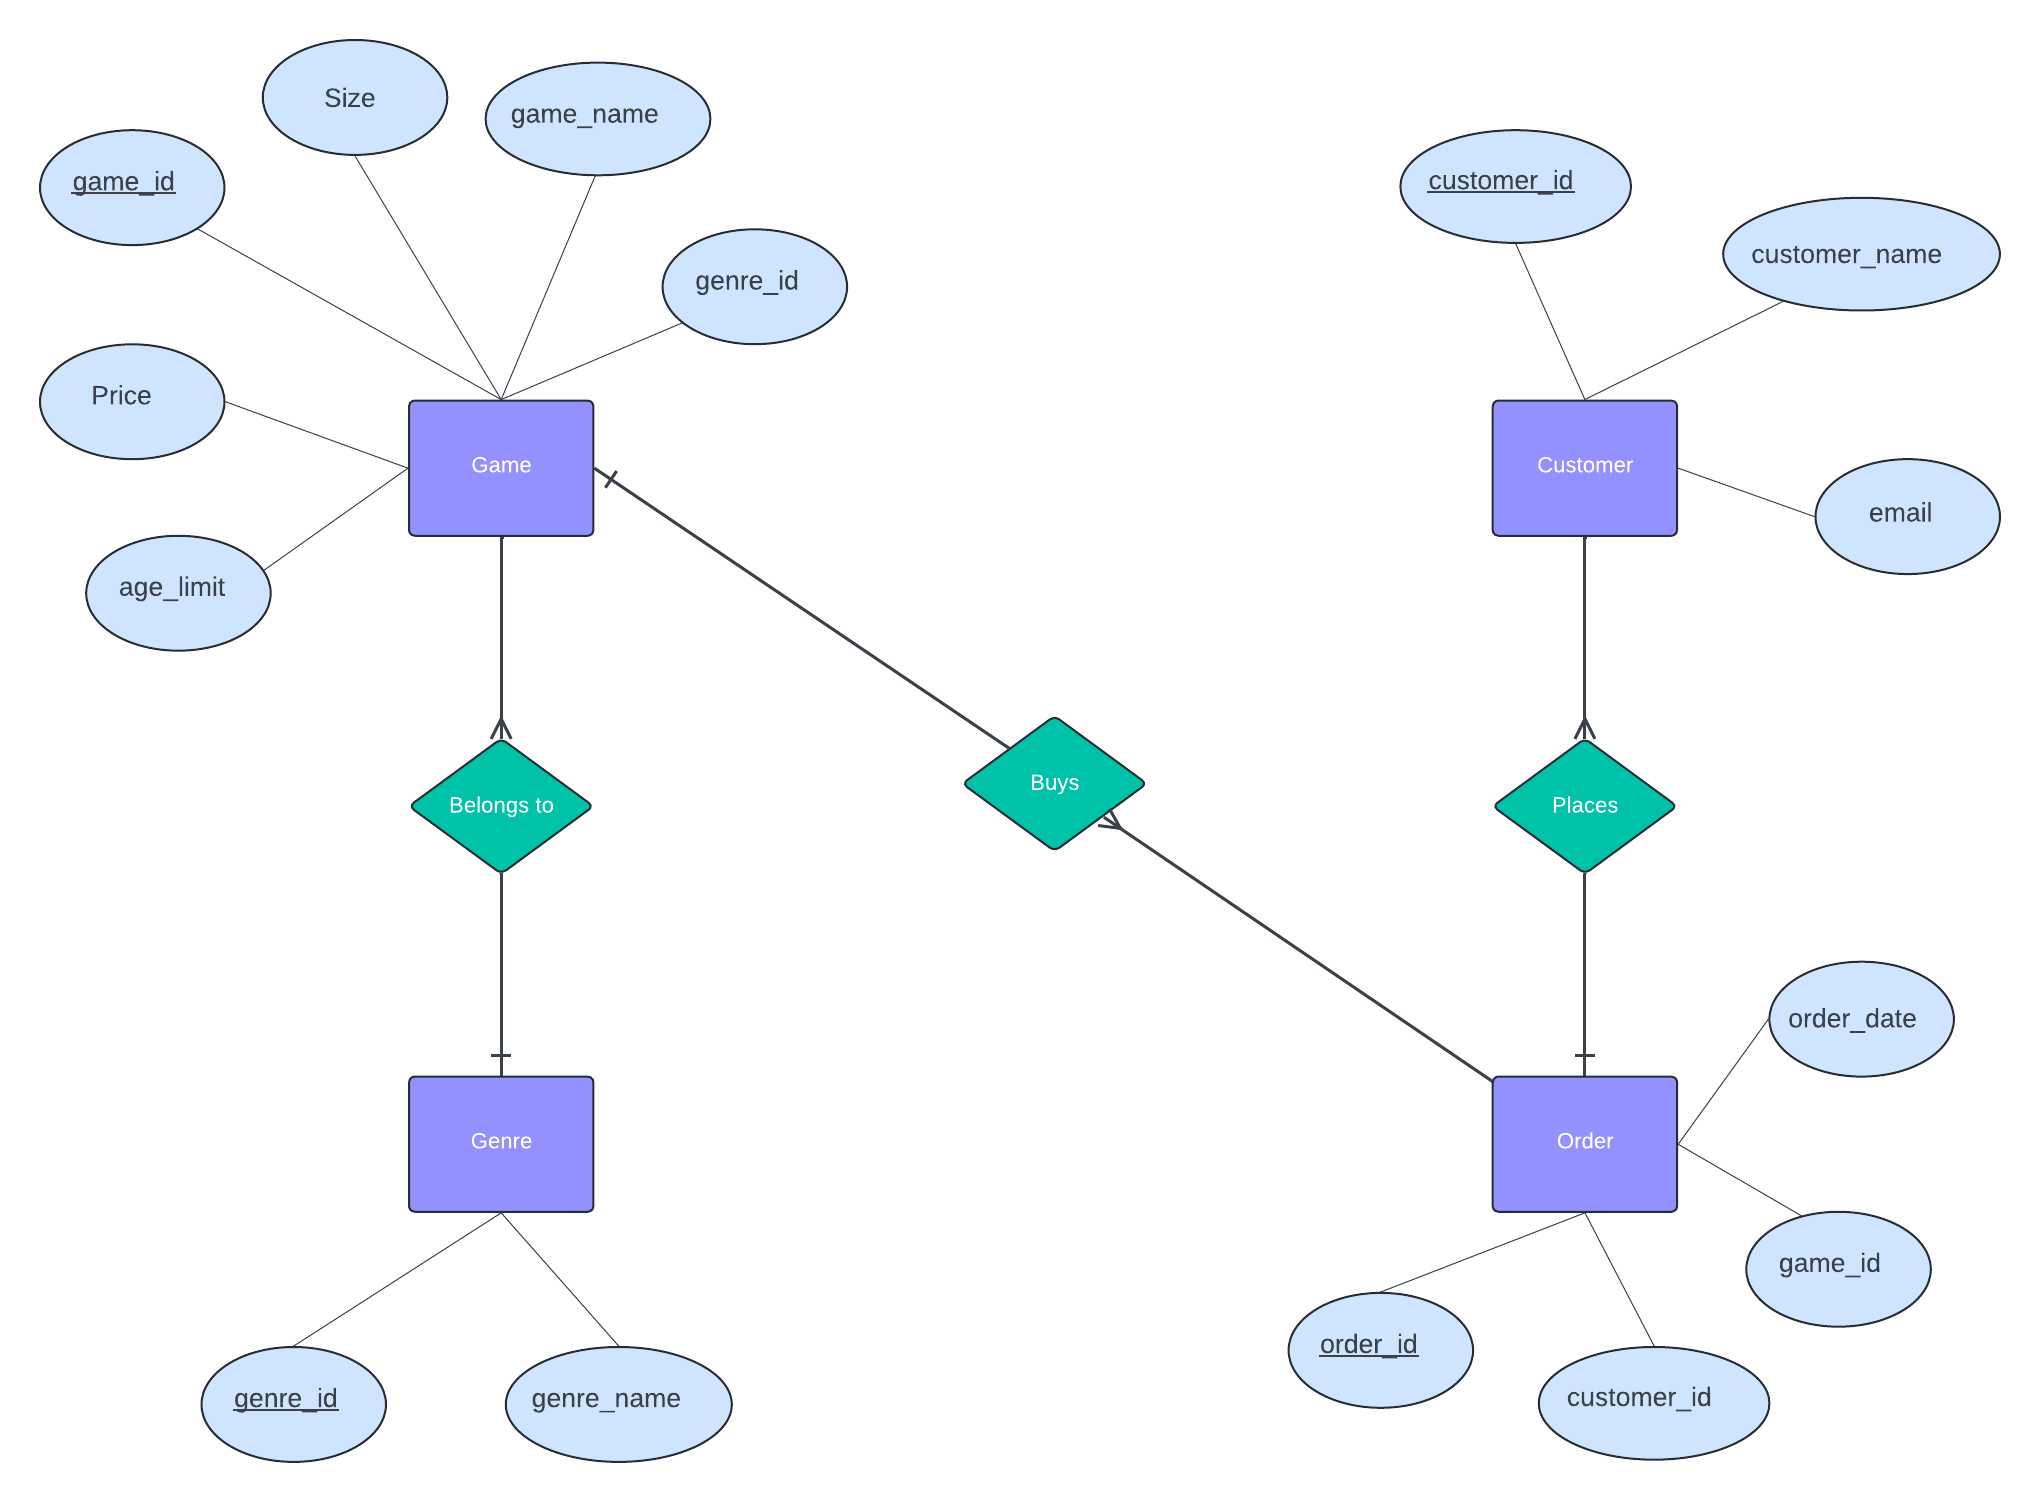 Size
game_name
game_id
customer_id
customer_name
genre_id
Price
Game
Customer
email
age_limit
Buys
Belongs to
Places
order_date
Genre
Order
game_id
order_id
genre_id
genre_name
customer_id